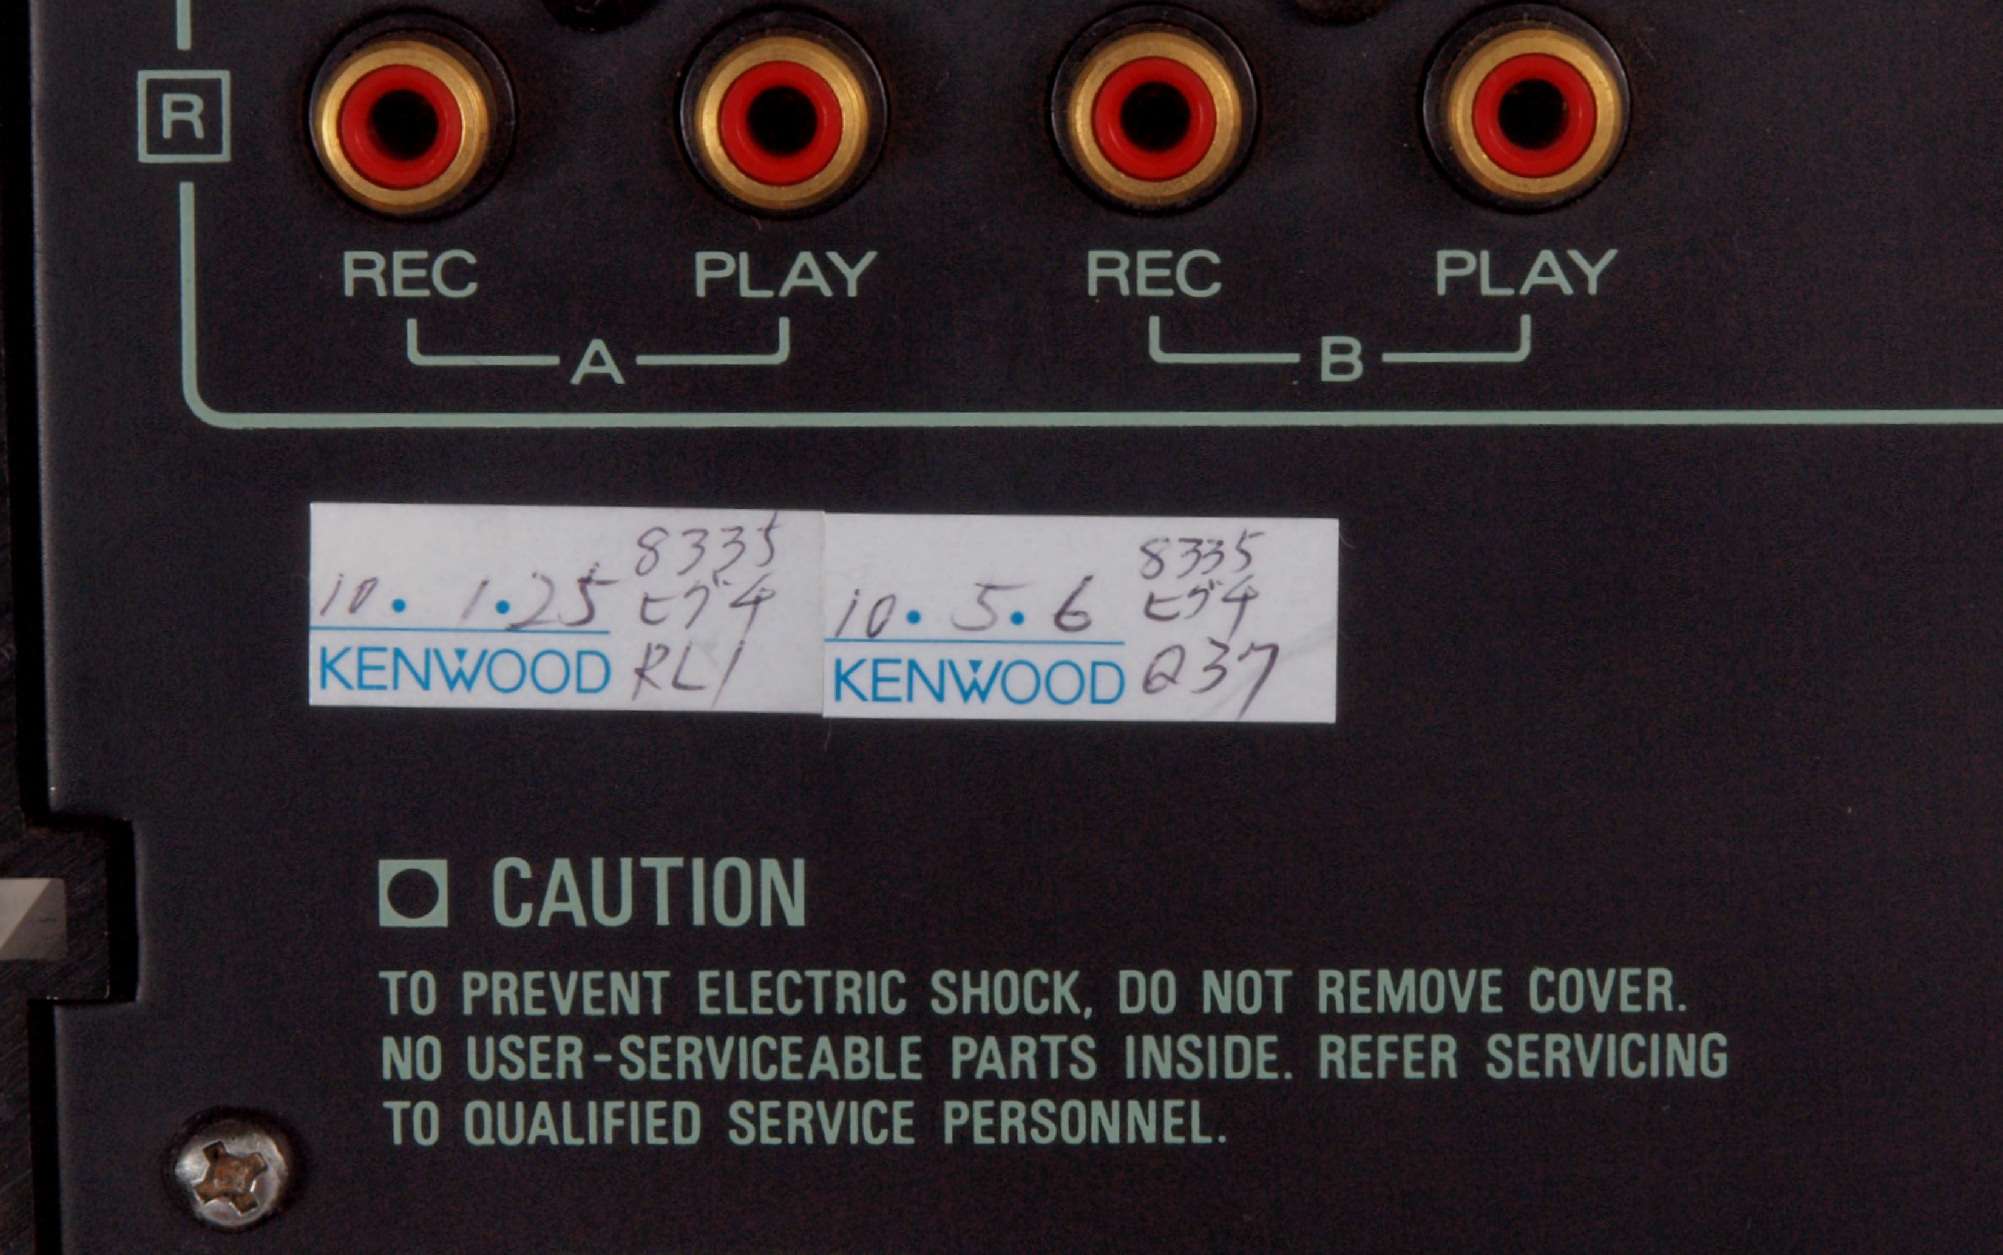 R
REC PLAY REC PLAY
A B
8335
10・1・25 ヒグチ
KENWOOD RL1
8335
10・5・6 ヒグチ
KENWOOD Q37
CAUTION
TO PREVENT ELECTRIC SHOCK, DO NOT REMOVE COVER.
NO USER-SERVICEABLE PARTS INSIDE. REFER SERVICING
TO QUALIFIED SERVICE PERSONNEL.